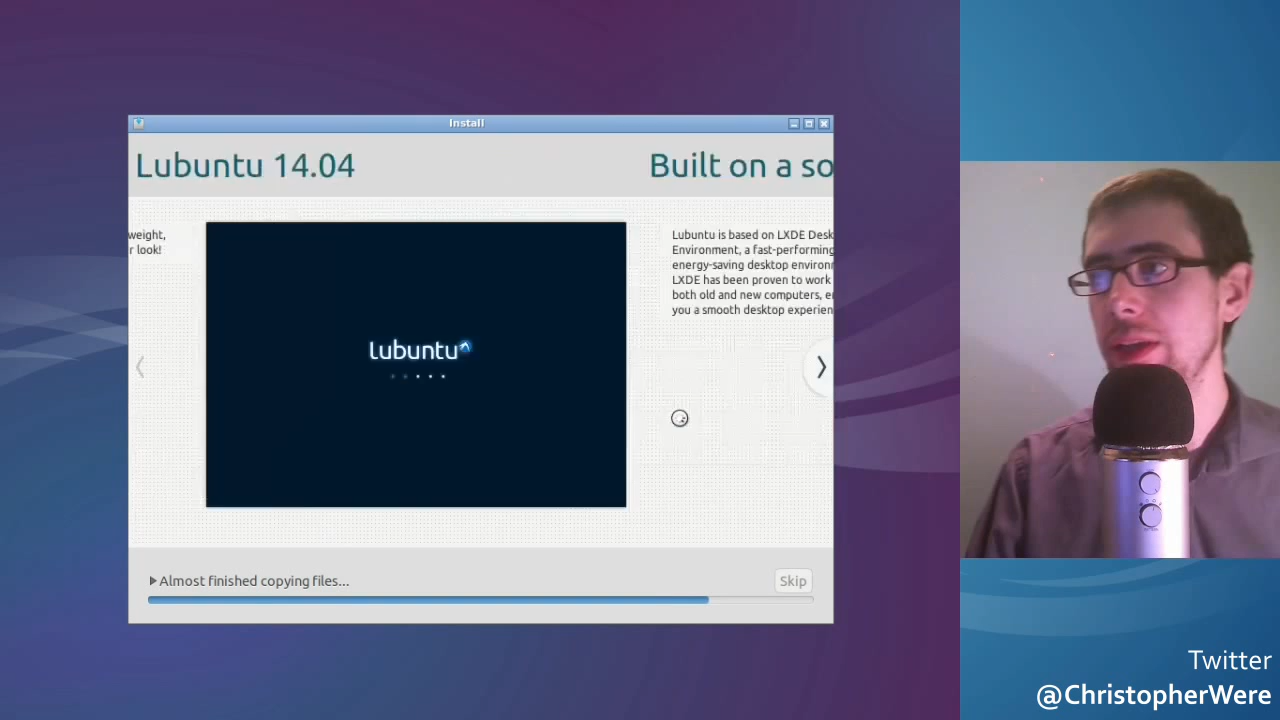 Install
Lubuntu 14.04
Built on a so
weight,
r look!
lubuntu
Lubuntu is based on LXDE Desk
Environment, a fast-performing
energy-saving desktop environ
LXDE has been proven to work
both old and new computers, e
you a smooth desktop experien
Almost finished copying files...
Skip
Twitter
@ChristopherWere